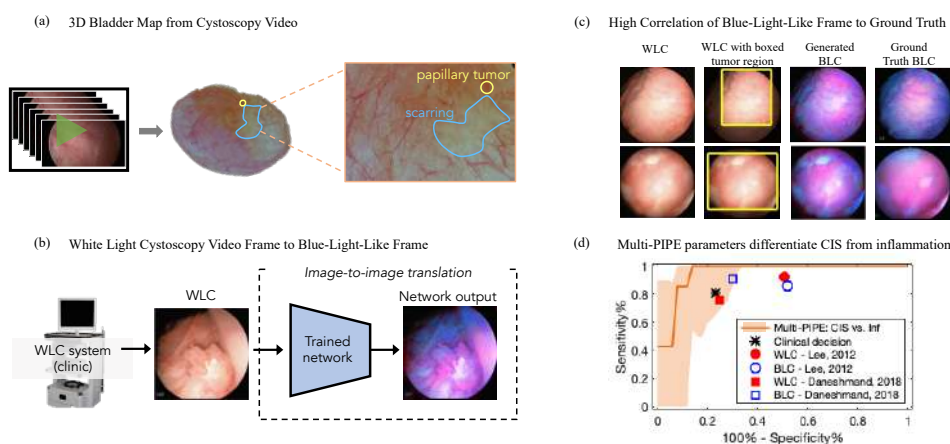 (a) 3D Bladder Map from Cystoscopy Video
papillary tumor
scarring
(b) White Light Cystoscopy Video Frame to Blue-Light-Like Frame
Image-to-image translation
WLC
Network output
WLC system
(clinic)
Trained
network
(c) High Correlation of Blue-Light-Like Frame to Ground Truth
WLC
WLC with boxed
tumor region
Generated
BLC
Ground
Truth BLC
(d) Multi-PIPE parameters differentiate CIS from inflammation
Sensitivity%
1
0.8
0.6
0.4
0.2
0
Multi-PIPE: CIS vs. Inf
Clinical decision
WLC - Lee, 2012
BLC - Lee, 2012
WLC - Daneshmand, 2018
BLC - Daneshmand, 2018
0 0.2 0.4 0.6 0.8 1
100% - Specificity%